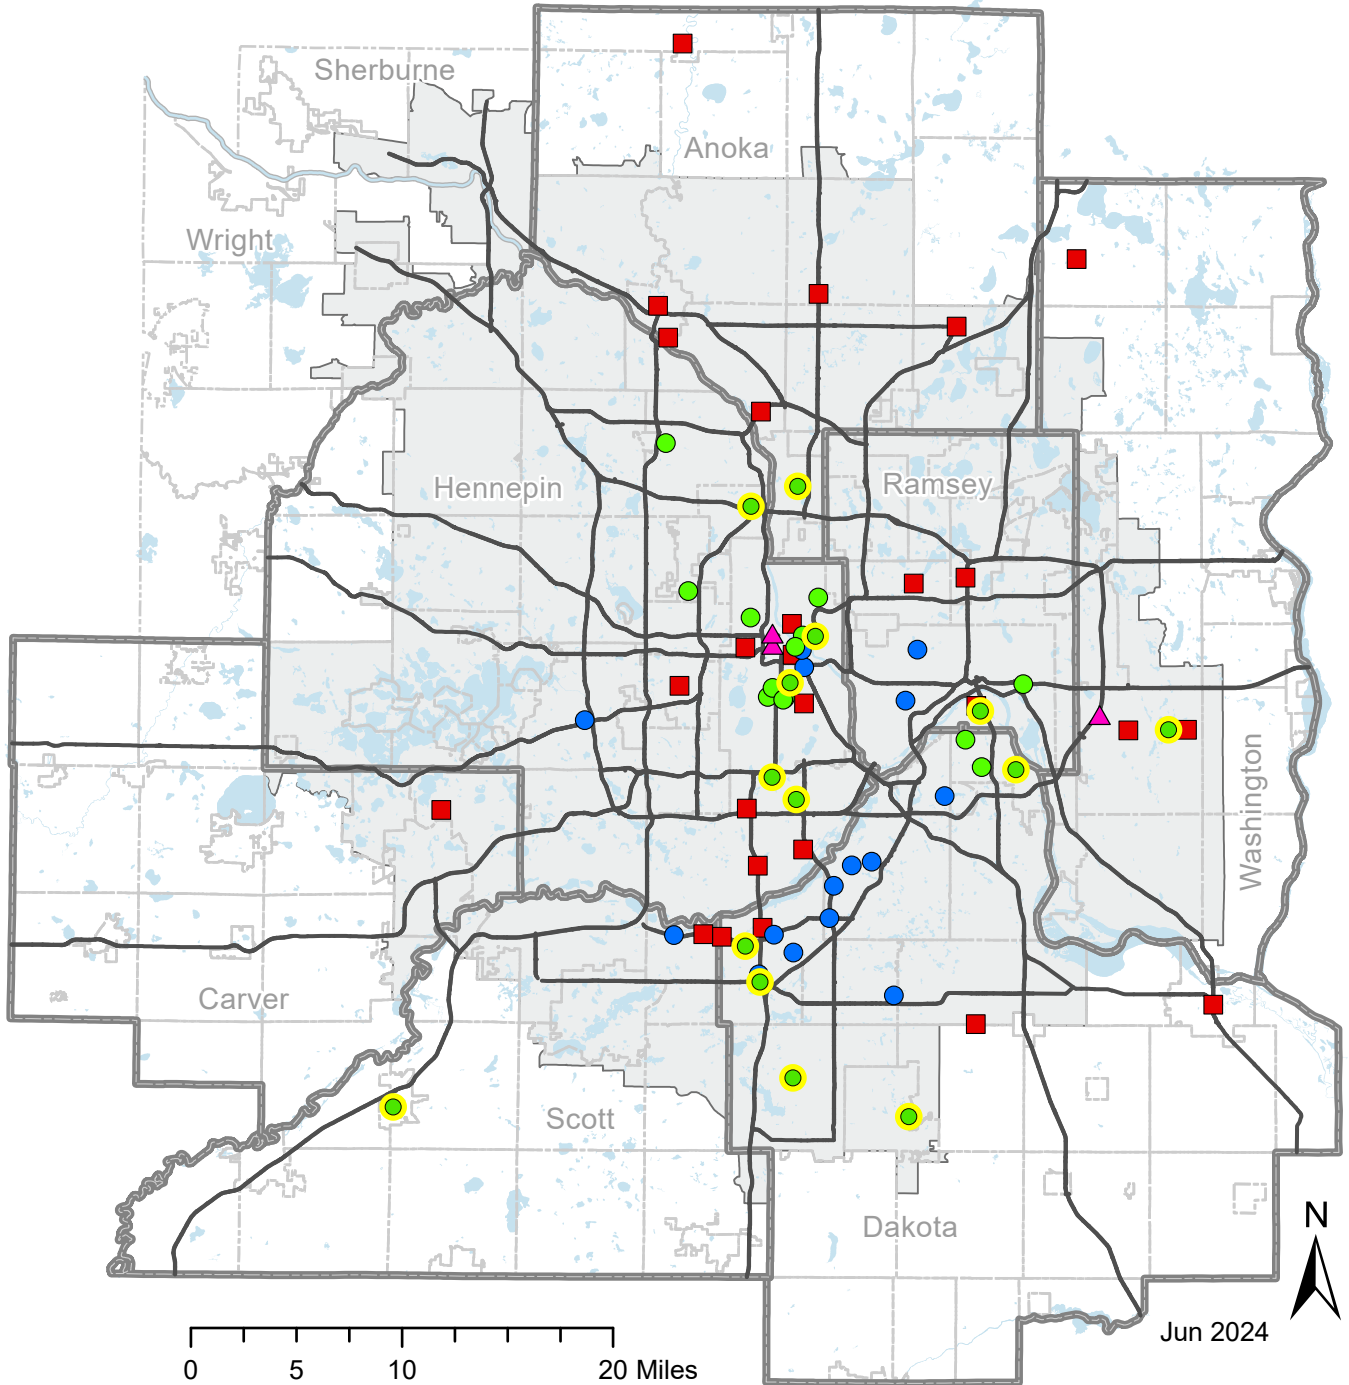 Sherburne
Anoka
Wright
Hennepin
Ramsey
Washington
Carver
Scott
Dakota
N
Jun 2024
0 5 10 20 Miles